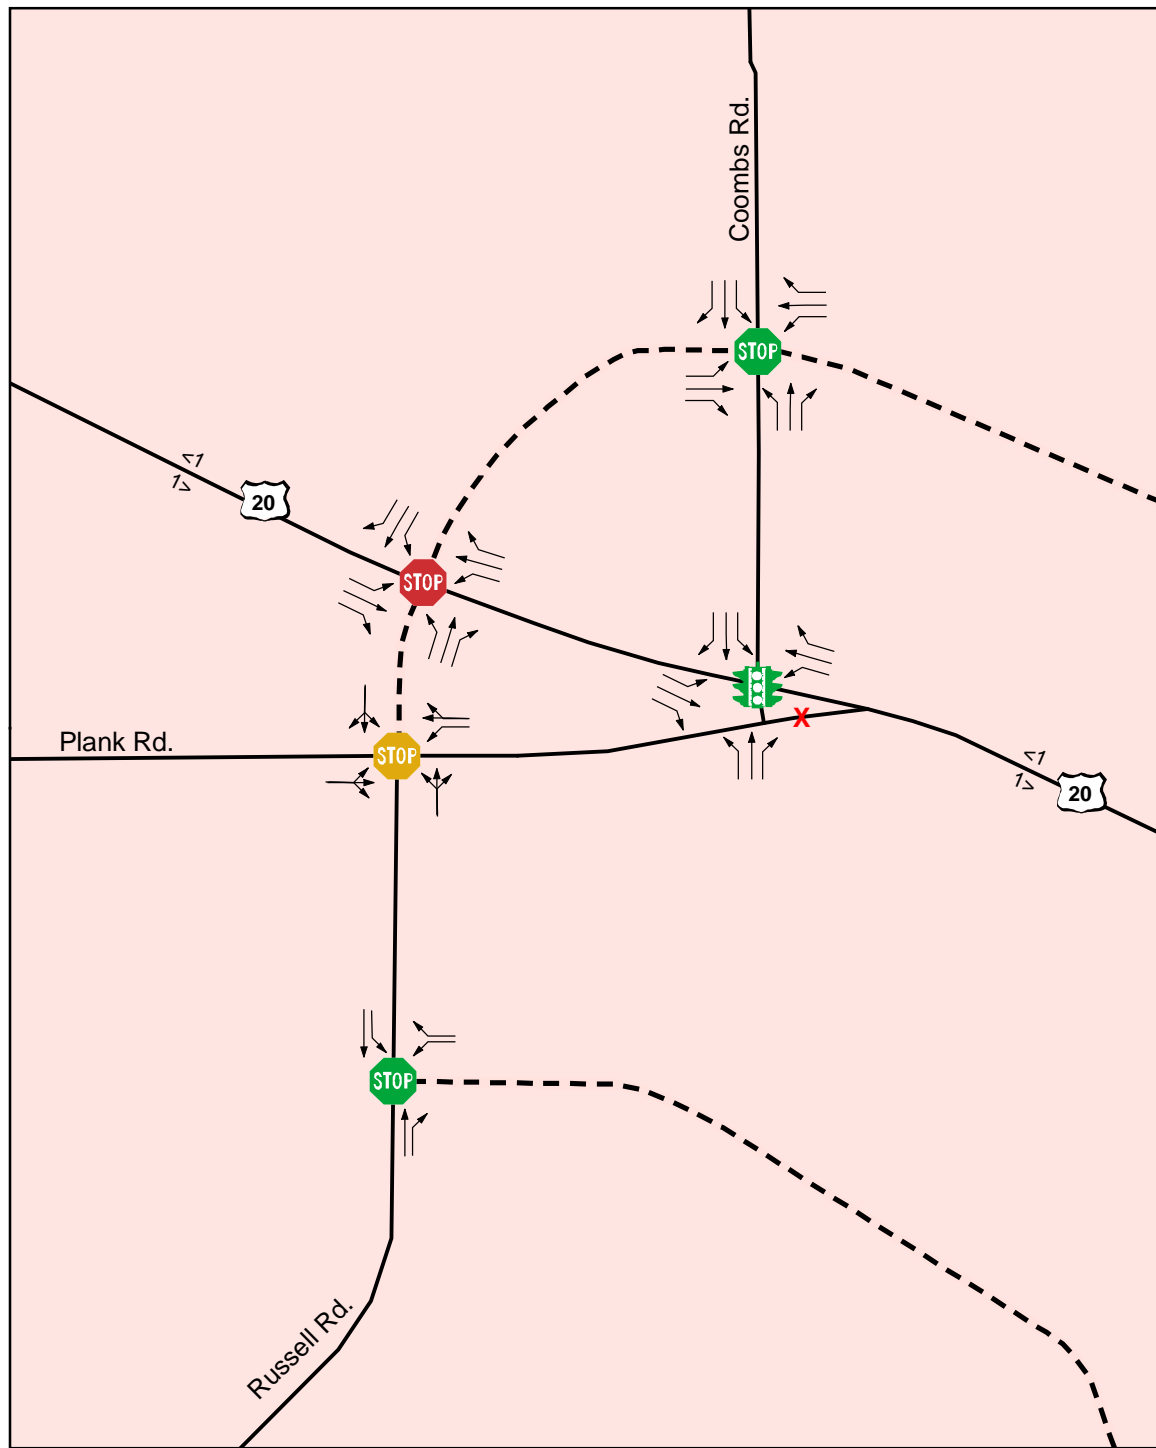 Coombs Rd.
STOP
<1
1>
20
STOP
Plank Rd.
STOP
X
<1
1>
20
STOP
Russell Rd.